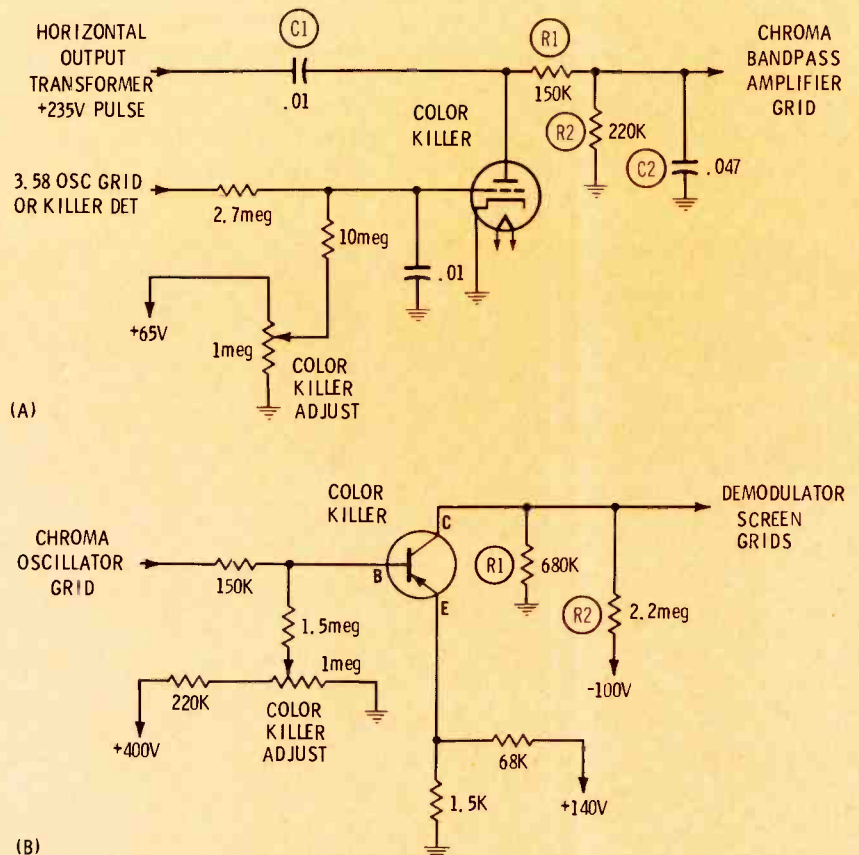 HORIZONTAL
OUTPUT
TRANSFORMER
+235V PULSE
C1
.01
R1
150K
CHROMA
BANDPASS
AMPLIFIER
GRID
COLOR
KILLER
R2
220K
C2
.047
3.58 OSC GRID
OR KILLER DET
2.7meg
10meg
.01
+65V
1meg
COLOR
KILLER
ADJUST
(A)
COLOR
KILLER
CHROMA
OSCILLATOR
GRID
150K
B
C
E
DEMODULATOR
SCREEN
GRIDS
R1
680K
R2
2.2meg
-100V
1.5meg
1meg
220K
COLOR
KILLER
ADJUST
+400V
68K
+140V
1.5K
(B)